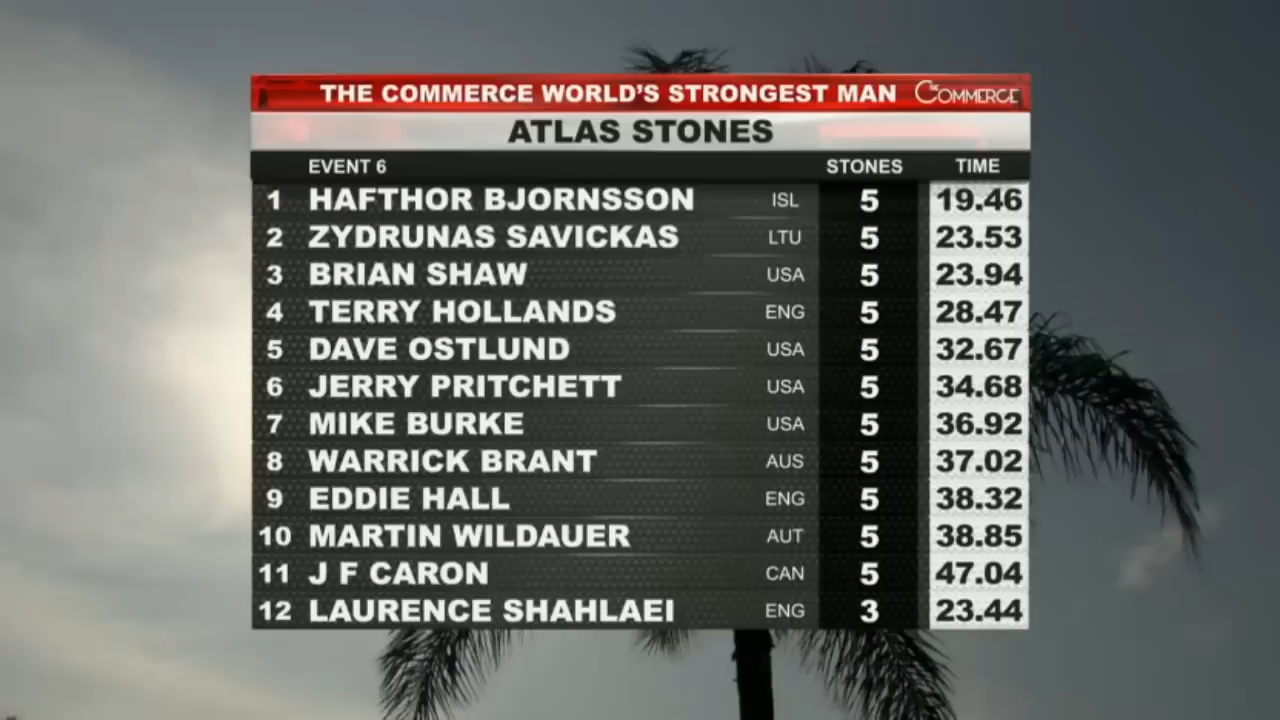 THE COMMERCE WORLD'S STRONGEST MAN THE COMMERCE
ATLAS STONES
EVENT 6 STONES TIME
1 HAFTHOR BJORNSSON ISL 5 19.46
2 ZYDRUNAS SAVICKAS LTU 5 23.53
3 BRIAN SHAW USA 5 23.94
4 TERRY HOLLANDS ENG 5 28.47
5 DAVE OSTLUND USA 5 32.67
6 JERRY PRITCHETT USA 5 34.68
7 MIKE BURKE USA 5 36.92
8 WARRICK BRANT AUS 5 37.02
9 EDDIE HALL ENG 5 38.32
10 MARTIN WILDAUER AUT 5 38.85
11 J F CARON CAN 5 47.04
12 LAURENCE SHAHLAEI ENG 3 23.44